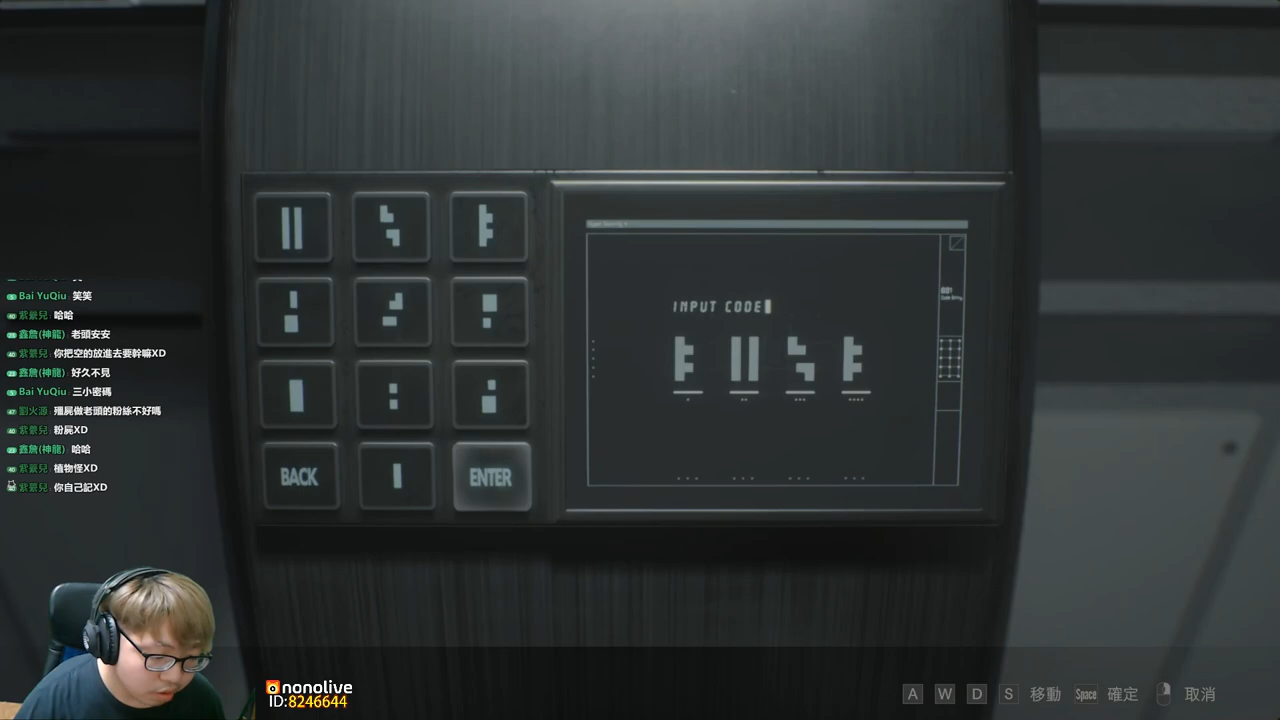 INPUT CODE
BACK
ENTER
Bai YuQiu 笑笑
紫景兒 哈哈
鑫詹(神龍) 老頭安安
紫景兒 你把空的放進去要幹嘛XD
鑫詹(神龍) 好久不見
Bai YuQiu 三小密碼
劉火源 殭屍做老頭的粉絲不好嗎
紫景兒 粉屍XD
鑫詹(神龍) 哈哈
紫景兒 植物怪XD
紫景兒 你自己記XD
nonolive
ID:8246644
A W D S 移動 Space 確定 取消